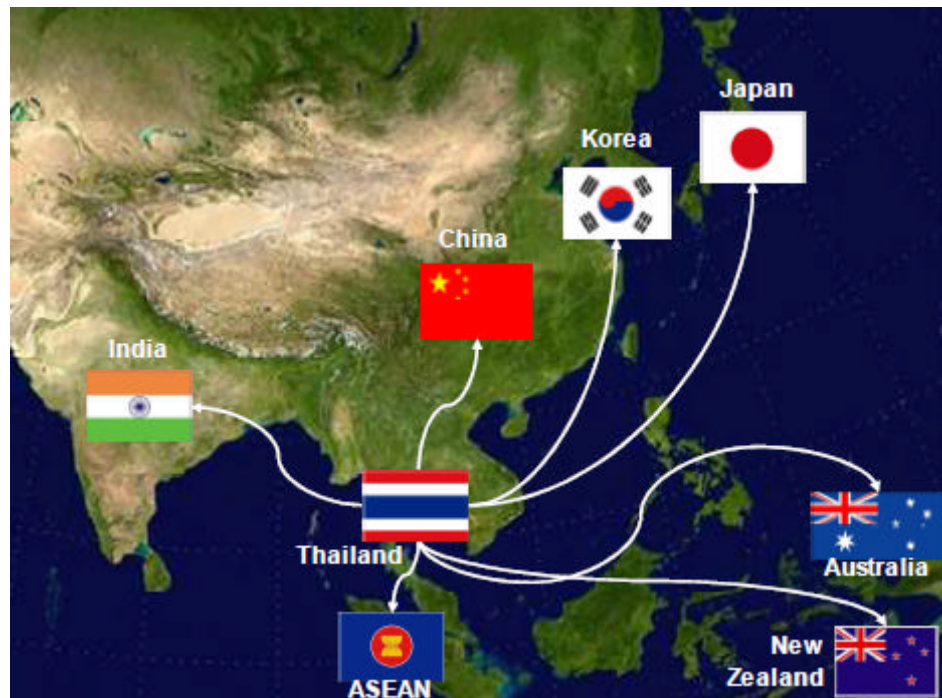 Japan
Korea
China
India
Thailand
Australia
New
Zealand
ASEAN